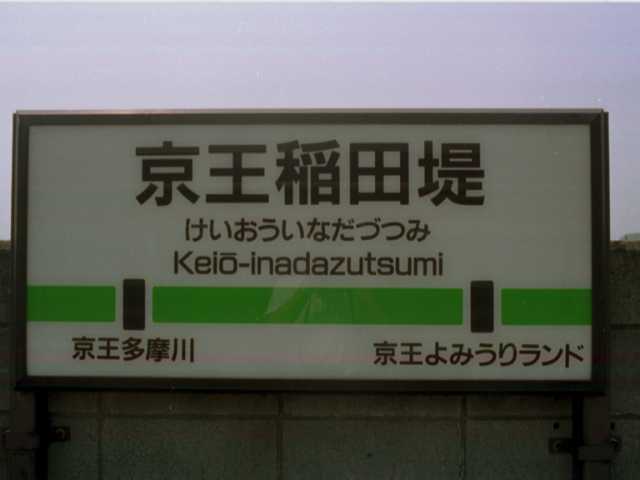 京王稲田堤
けいおういなだづつみ
Keiō-inadazutsumi
京王多摩川
京王よみうりランド